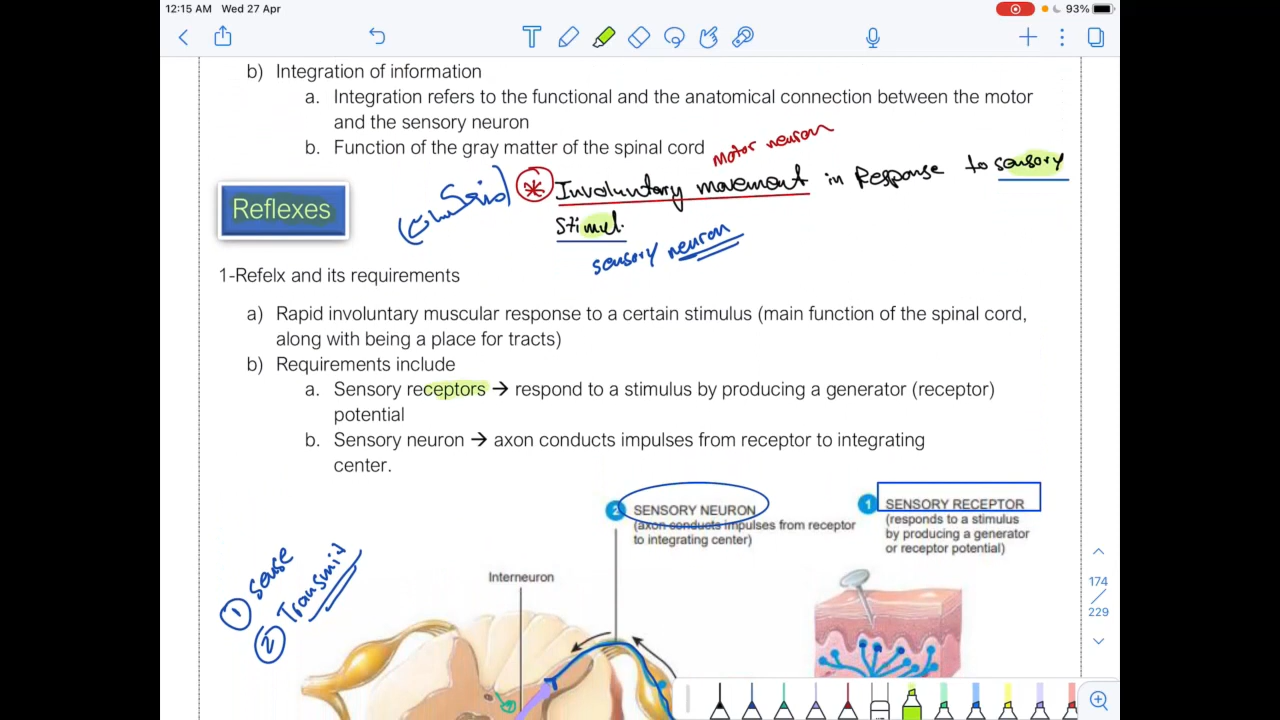 12:15 AM Wed 27 Apr
93%
b) Integration of information
a. Integration refers to the functional and the anatomical connection between the motor
and the sensory neuron
b. Function of the gray matter of the spinal cord
motor neuron
Involuntary movement in Response to sensory
Stimul.
sensory neuron
Reflexes
1-Refelx and its requirements
a) Rapid involuntary muscular response to a certain stimulus (main function of the spinal cord,
along with being a place for tracts)
b) Requirements include
a. Sensory receptors → respond to a stimulus by producing a generator (receptor)
potential
b. Sensory neuron → axon conducts impulses from receptor to integrating
center.
2 SENSORY NEURON
(axon conducts impulses from receptor
to integrating center)
1 SENSORY RECEPTOR
(responds to a stimulus
by producing a generator
or receptor potential)
① sense
② Transmit
Interneuron
174
229